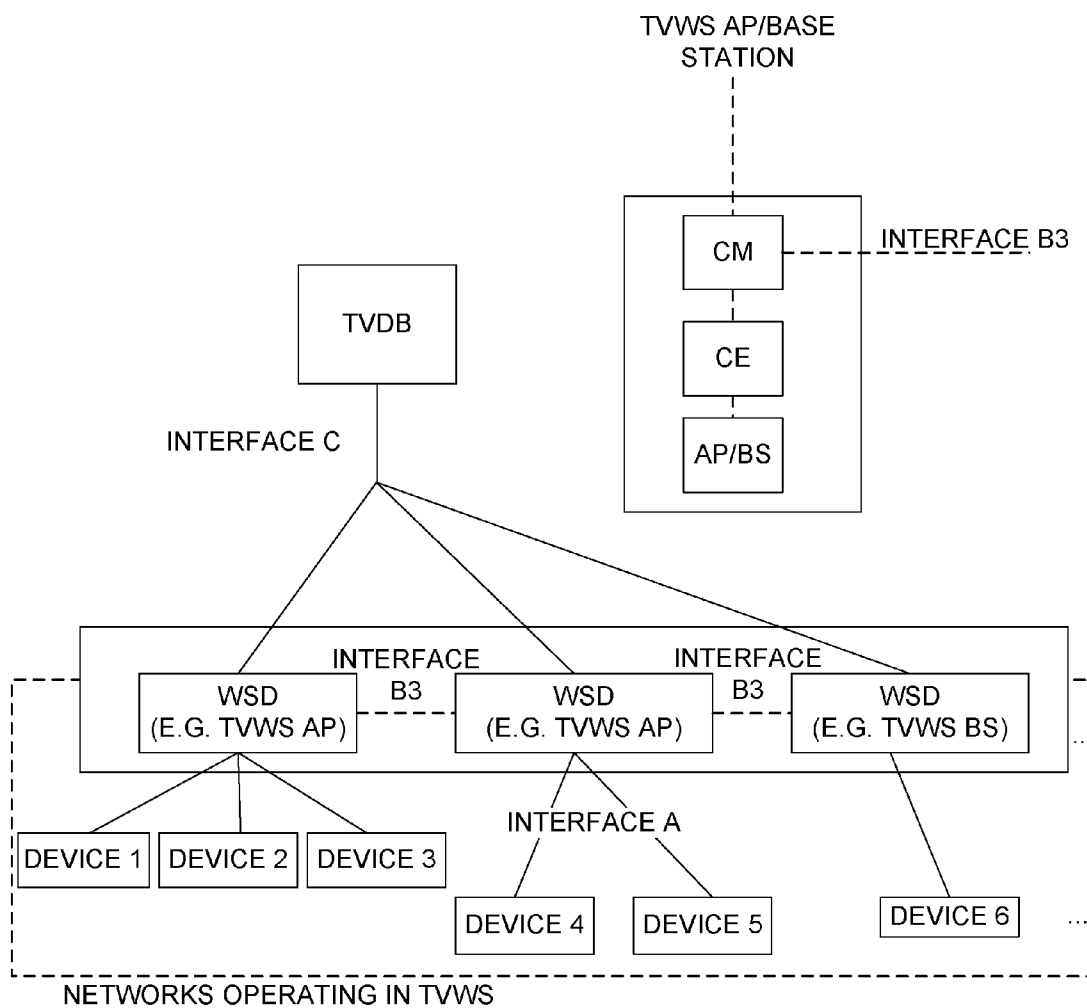 TVWS AP/BASE
STATION
CM
INTERFACE B3
TVDB
CE
INTERFACE C
AP/BS
INTERFACE
B3
INTERFACE
B3
WSD
(E.G. TVWS AP)
WSD
(E.G. TVWS AP)
WSD
(E.G. TVWS BS)
...
INTERFACE A
DEVICE 1
DEVICE 2
DEVICE 3
DEVICE 4
DEVICE 5
DEVICE 6
...
NETWORKS OPERATING IN TVWS